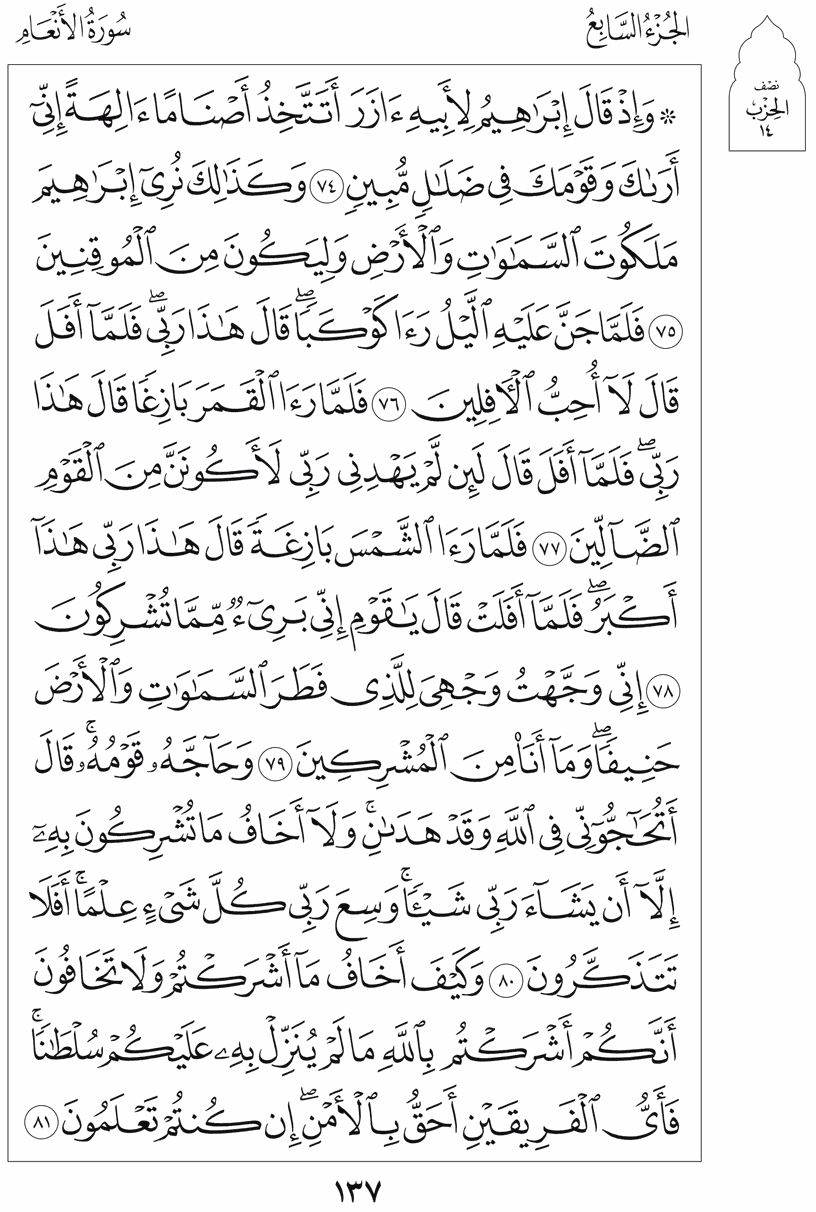 سُورَةُ الأَنْعَامِ
الجُزْءُ السَّابِعُ
نصف
الحِزْبُ
١٤
۞ وَإِذۡ قَالَ إِبۡرَٰهِيمُ لِأَبِيهِ ءَازَرَ أَتَتَّخِذُ أَصۡنَامًا ءَالِهَةً إِنِّيٓ
أَرَىٰكَ وَقَوۡمَكَ فِي ضَلَٰلٖ مُّبِينٖ ٧٤ وَكَذَٰلِكَ نُرِيٓ إِبۡرَٰهِيمَ
مَلَكُوتَ ٱلسَّمَٰوَٰتِ وَٱلۡأَرۡضِ وَلِيَكُونَ مِنَ ٱلۡمُوقِنِينَ
٧٥ فَلَمَّا جَنَّ عَلَيۡهِ ٱلَّيۡلُ رَءَا كَوۡكَبٗاۖ قَالَ هَٰذَا رَبِّيۖ فَلَمَّآ أَفَلَ
قَالَ لَآ أُحِبُّ ٱلۡأٓفِلِينَ ٧٦ فَلَمَّا رَءَا ٱلۡقَمَرَ بَازِغٗا قَالَ هَٰذَا
رَبِّيۖ فَلَمَّآ أَفَلَ قَالَ لَئِن لَّمۡ يَهۡدِنِي رَبِّي لَأَكُونَنَّ مِنَ ٱلۡقَوۡمِ
ٱلضَّآلِّينَ ٧٧ فَلَمَّا رَءَا ٱلشَّمۡسَ بَازِغَةٗ قَالَ هَٰذَا رَبِّي هَٰذَآ
أَكۡبَرُۖ فَلَمَّآ أَفَلَتۡ قَالَ يَٰقَوۡمِ إِنِّي بَرِيٓءٞ مِّمَّا تُشۡرِكُونَ
٧٨ إِنِّي وَجَّهۡتُ وَجۡهِيَ لِلَّذِي فَطَرَ ٱلسَّمَٰوَٰتِ وَٱلۡأَرۡضَ
حَنِيفٗاۖ وَمَآ أَنَا۠ مِنَ ٱلۡمُشۡرِكِينَ ٧٩ وَحَآجَّهُۥ قَوۡمُهُۥۚ قَالَ
أَتُحَٰٓجُّوٓنِّي فِي ٱللَّهِ وَقَدۡ هَدَىٰنِۚ وَلَآ أَخَافُ مَا تُشۡرِكُونَ بِهِۦٓ
إِلَّآ أَن يَشَآءَ رَبِّي شَيۡـٔٗاۚ وَسِعَ رَبِّي كُلَّ شَيۡءٍ عِلۡمًاۚ أَفَلَا
تَتَذَكَّرُونَ ٨٠ وَكَيۡفَ أَخَافُ مَآ أَشۡرَكۡتُمۡ وَلَا تَخَافُونَ
أَنَّكُمۡ أَشۡرَكۡتُم بِٱللَّهِ مَا لَمۡ يُنَزِّلۡ بِهِۦ عَلَيۡكُمۡ سُلۡطَٰنٗاۚ
فَأَيُّ ٱلۡفَرِيقَيۡنِ أَحَقُّ بِٱلۡأَمۡنِۖ إِن كُنتُمۡ تَعۡلَمُونَ ٨١
١٣٧